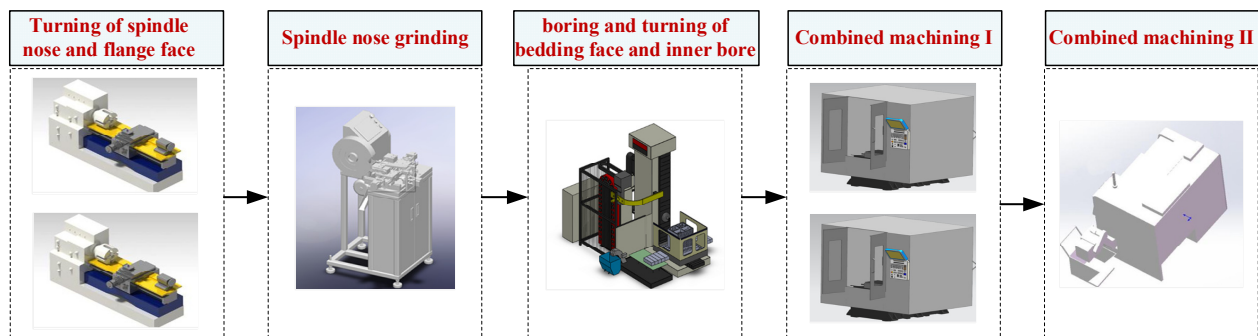 Turning of spindle
nose and flange face
Spindle nose grinding
boring and turning of
bedding face and inner bore
Combined machining I
Combined machining II